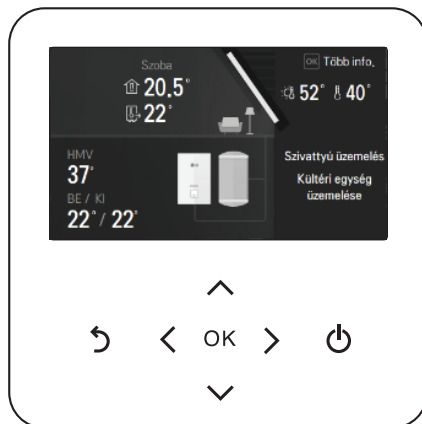 Szoba
20.5°
22°
OK Több info.
52° 40°
HMV
37°
BE / KI
22° / 22°
Szivattyú üzemelés
Kültéri egység
üzemelése
OK